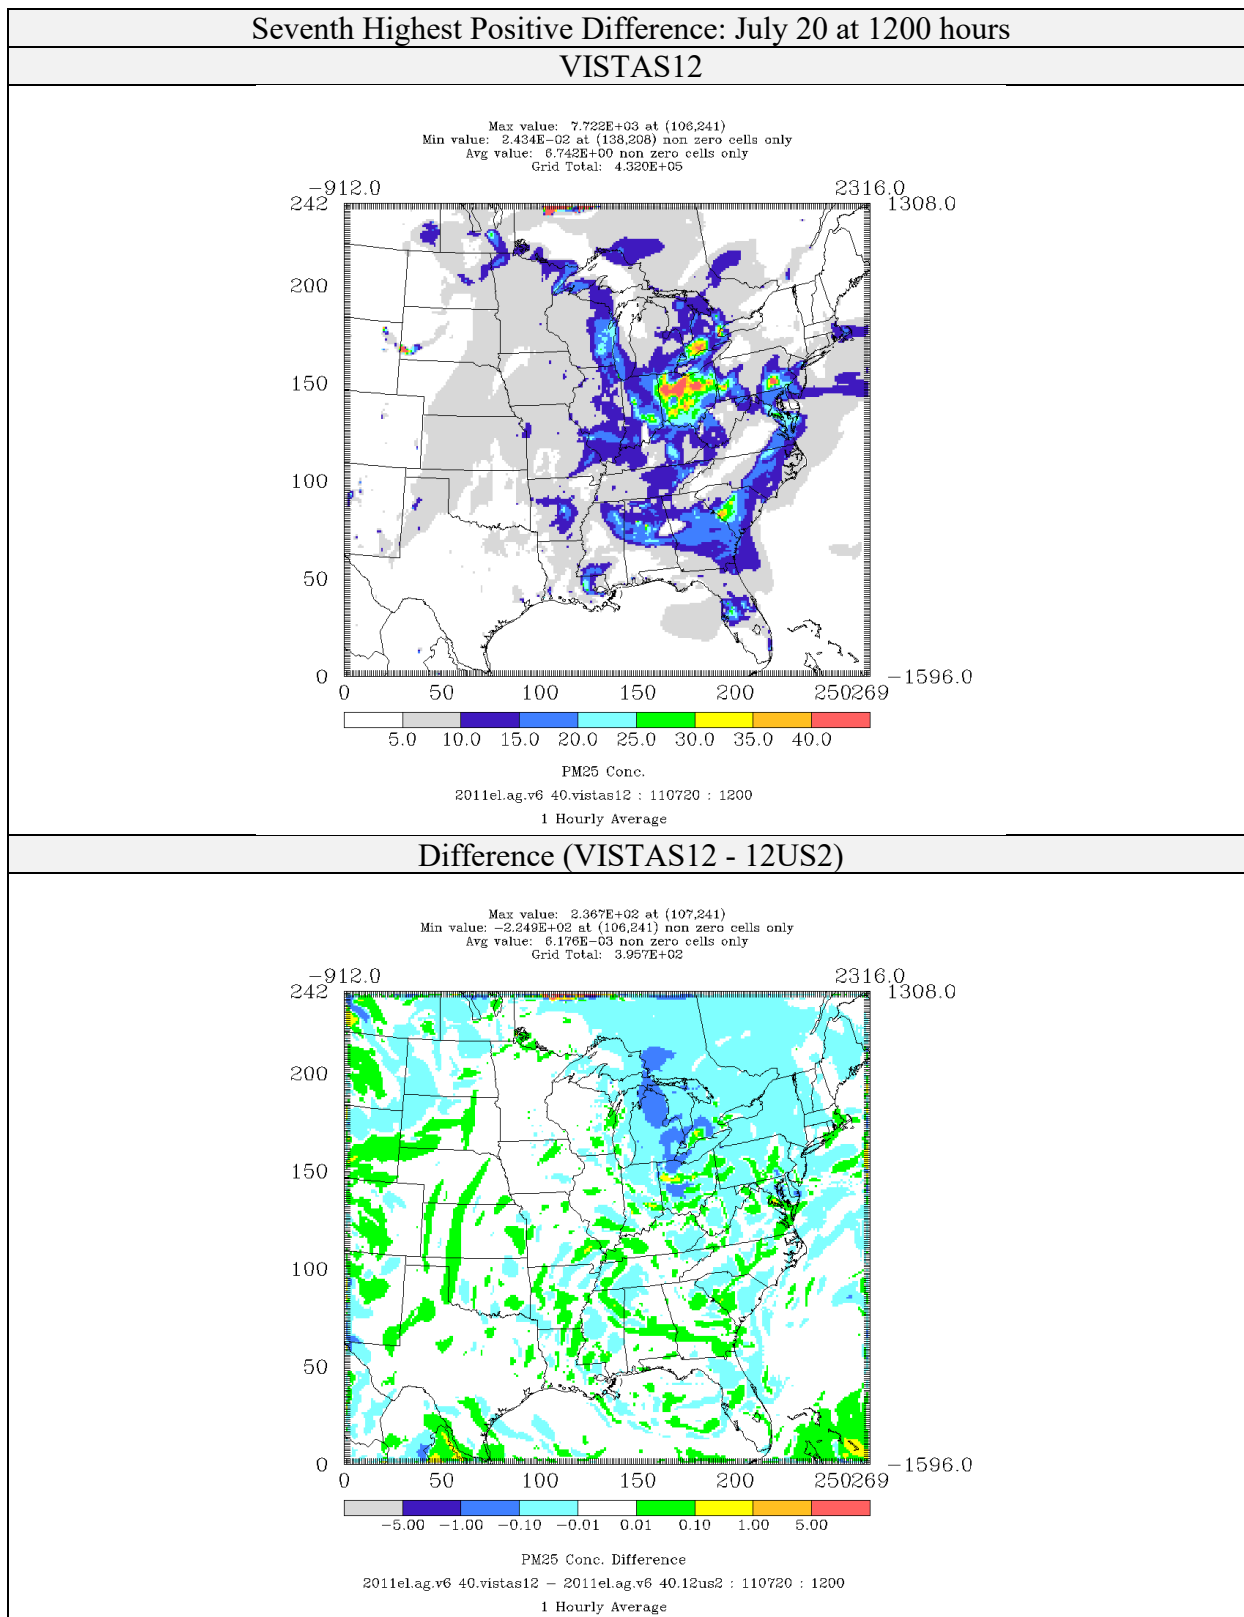 Seventh Highest Positive Difference: July 20 at 1200 hours
VISTAS12
Max value: 7.722E+03 at (106,241)
Min value: 2.434E-02 at (138,208) non zero cells only
Avg value: 6.742E+00 non zero cells only
Grid Total: 4.320E+05
-912.0 2316.0
242 1308.0
200
150
100
50
0 -1596.0
0 50 100 150 200 250269
5.0 10.0 15.0 20.0 25.0 30.0 35.0 40.0
PM25 Conc.
2011el.ag.v6 40.vistas12 : 110720 : 1200
1 Hourly Average
Difference (VISTAS12 - 12US2)
Max value: 2.367E+02 at (107,241)
Min value: -2.249E+02 at (106,241) non zero cells only
Avg value: 6.176E-03 non zero cells only
Grid Total: 3.957E+02
-912.0 2316.0
242 1308.0
200
150
100
50
0 -1596.0
0 50 100 150 200 250269
-5.00 -1.00 -0.10 -0.01 0.01 0.10 1.00 5.00
PM25 Conc. Difference
2011el.ag.v6 40.vistas12 - 2011el.ag.v6 40.12us2 : 110720 : 1200
1 Hourly Average